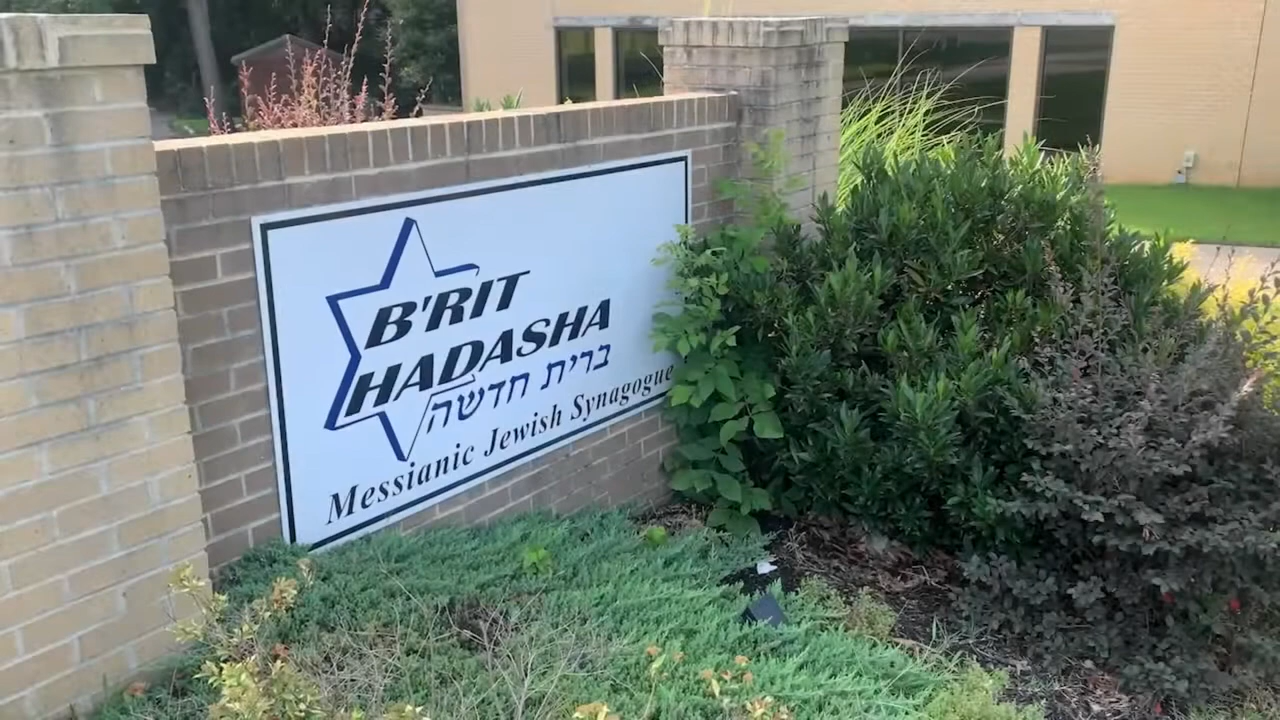 B'RIT
HADASHA
ברית חדשה
Messianic Jewish Synagogue